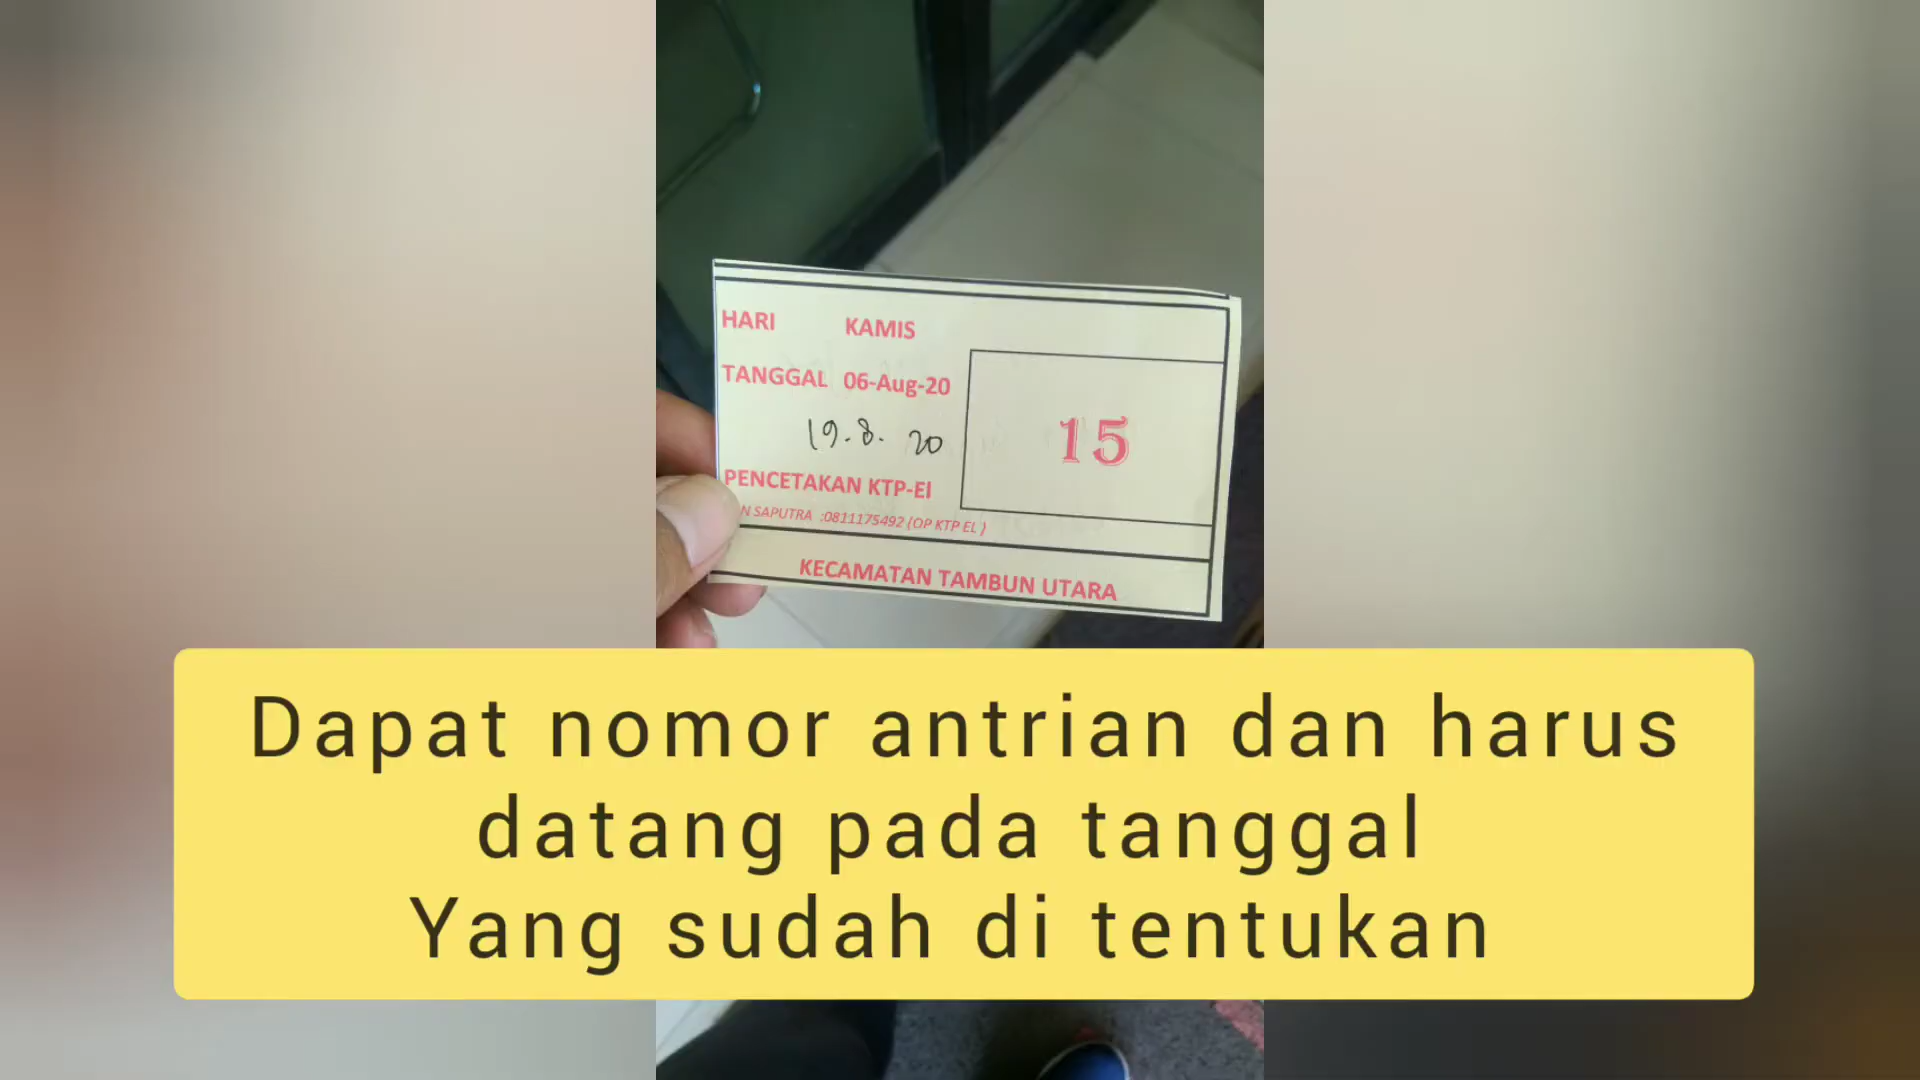 HARI KAMIS
TANGGAL 06-Aug-20
19.8.20
15
PENCETAKAN KTP-El
SAPUTRA :0811175492 (OP KTP EL )
KECAMATAN TAMBUN UTARA
Dapat nomor antrian dan harus
datang pada tanggal
Yang sudah di tentukan